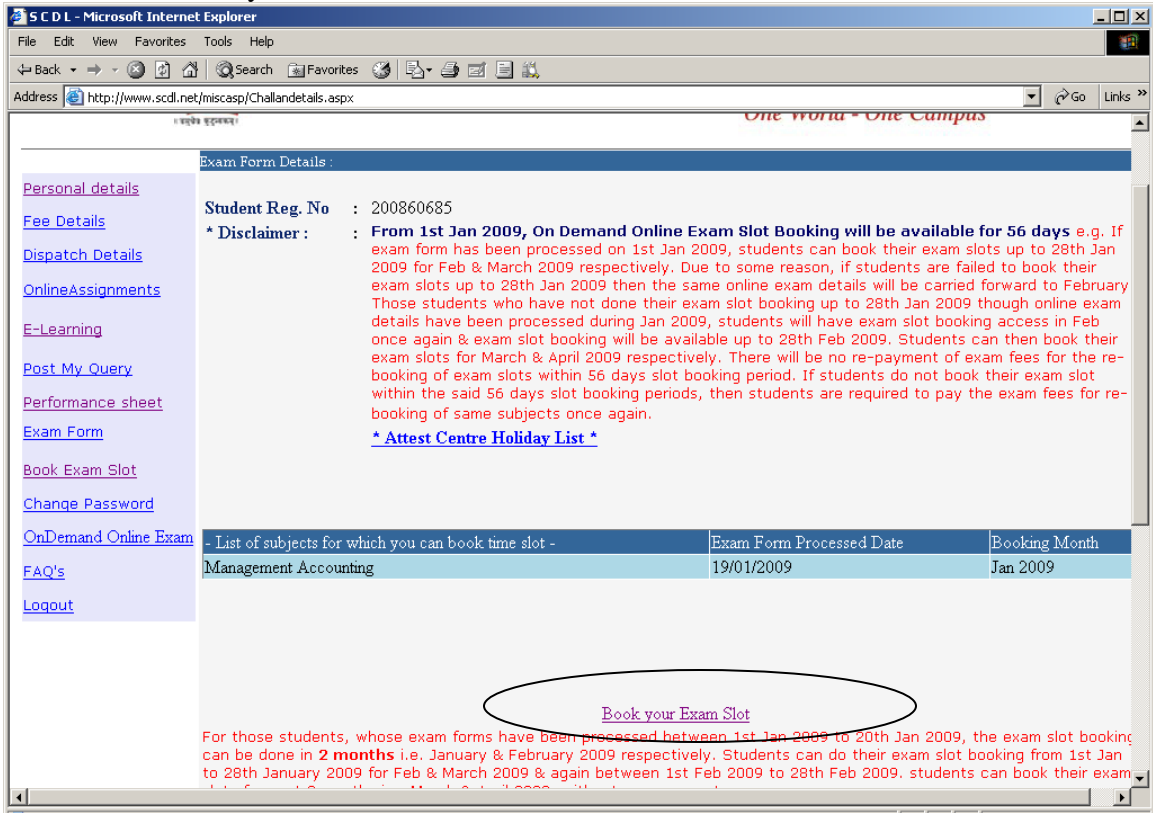 S C D L - Microsoft Internet Explorer
File Edit View Favorites Tools Help
Back Search Favorites
Address http://www.scdl.net/miscasp/Challandetails.aspx Go Links »
One World - One Campus
Exam Form Details :
Personal details
Fee Details
Dispatch Details
OnlineAssignments
E-Learning
Post My Query
Performance sheet
Exam Form
Book Exam Slot
Change Password
OnDemand Online Exam
FAQ's
Logout
Student Reg. No : 200860685
* Disclaimer : : From 1st Jan 2009, On Demand Online Exam Slot Booking will be available for 56 days e.g. If
exam form has been processed on 1st Jan 2009, students can book their exam slots up to 28th Jan
2009 for Feb & March 2009 respectively. Due to some reason, if students are failed to book their
exam slots up to 28th Jan 2009 then the same online exam details will be carried forward to February
Those students who have not done their exam slot booking up to 28th Jan 2009 though online exam
details have been processed during Jan 2009, students will have exam slot booking access in Feb
once again & exam slot booking will be available up to 28th Feb 2009. Students can then book their
exam slots for March & April 2009 respectively. There will be no re-payment of exam fees for the re-
booking of exam slots within 56 days slot booking period. If students do not book their exam slot
within the said 56 days slot booking periods, then students are required to pay the exam fees for re-
booking of same subjects once again.
* Attest Centre Holiday List *
- List of subjects for which you can book time slot - Exam Form Processed Date Booking Month
Management Accounting 19/01/2009 Jan 2009
Book your Exam Slot
For those students, whose exam forms have been processed between 1st Jan 2009 to 20th Jan 2009, the exam slot booking
can be done in 2 months i.e. January & February 2009 respectively. Students can do their exam slot booking from 1st Jan
to 28th January 2009 for Feb & March 2009 & again between 1st Feb 2009 to 28th Feb 2009. students can book their exam